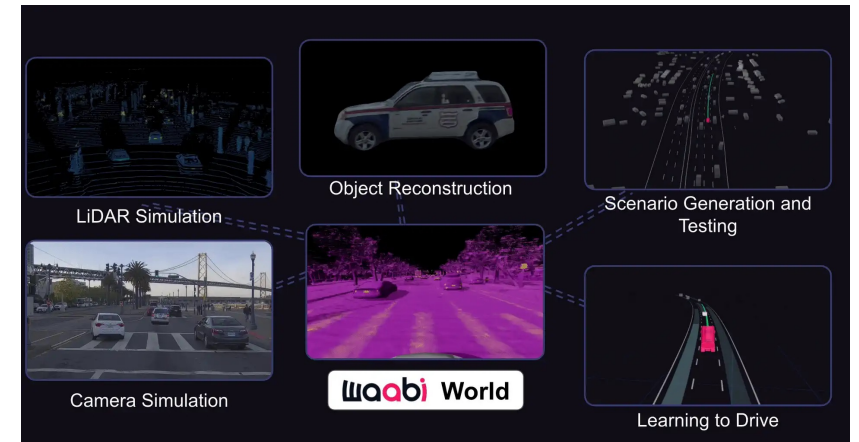 LiDAR Simulation
Object Reconstruction
Scenario Generation and
Testing
Camera Simulation
waabi World
Learning to Drive